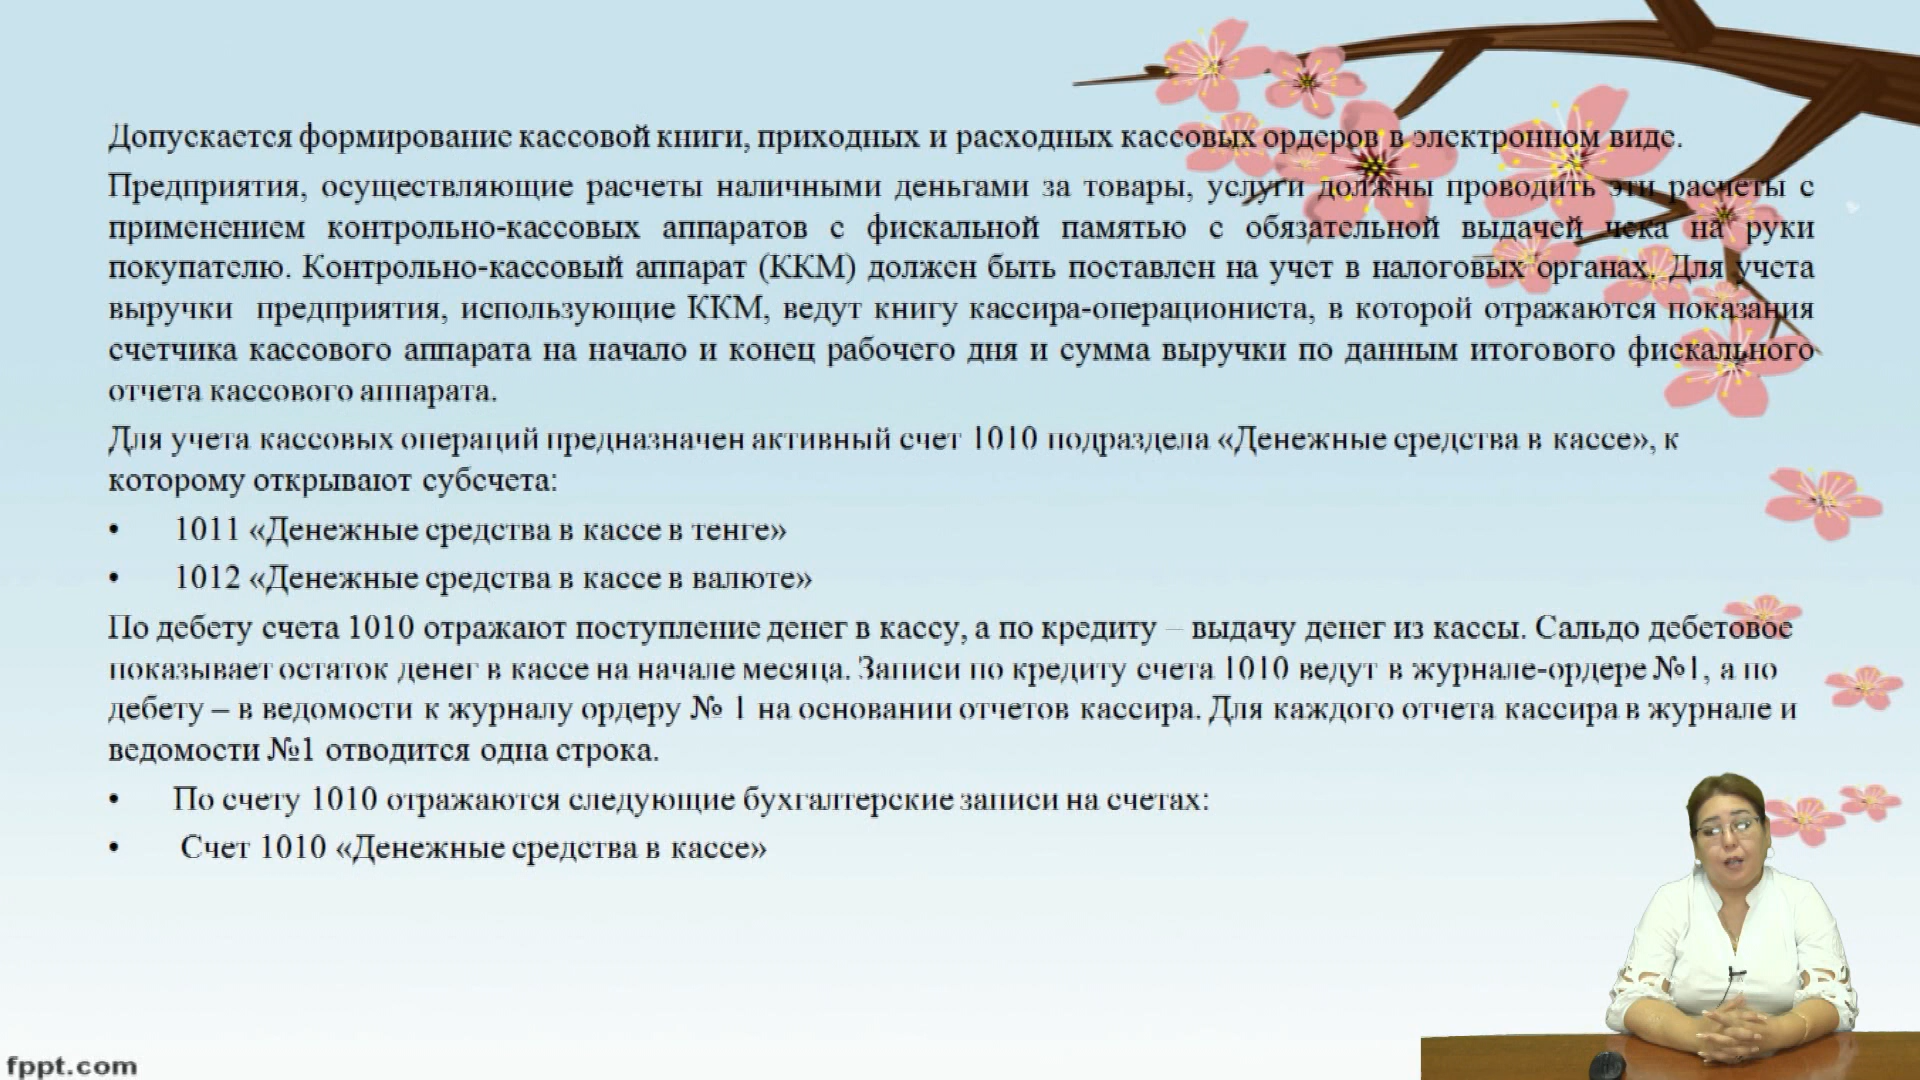 Допускается формирование кассовой книги, приходных и расходных кассовых ордеров в электронном виде.
Предприятия, осуществляющие расчеты наличными деньгами за товары, услуги должны проводить эти расчеты с
применением контрольно-кассовых аппаратов с фискальной памятью с обязательной выдачей чека на руки
покупателю. Контрольно-кассовый аппарат (ККМ) должен быть поставлен на учет в налоговых органах. Для учета
выручки предприятия, использующие ККМ, ведут книгу кассира-операциониста, в которой отражаются показания
счетчика кассового аппарата на начало и конец рабочего дня и сумма выручки по данным итогового фискального
отчета кассового аппарата.
Для учета кассовых операций предназначен активный счет 1010 подраздела «Денежные средства в кассе», к
которому открывают субсчета:
• 1011 «Денежные средства в кассе в тенге»
• 1012 «Денежные средства в кассе в валюте»
По дебету счета 1010 отражают поступление денег в кассу, а по кредиту – выдачу денег из кассы. Сальдо дебетовое
показывает остаток денег в кассе на начале месяца. Записи по кредиту счета 1010 ведут в журнале-ордере №1, а по
дебету – в ведомости к журналу ордеру № 1 на основании отчетов кассира. Для каждого отчета кассира в журнале и
ведомости №1 отводится одна строка.
• По счету 1010 отражаются следующие бухгалтерские записи на счетах:
• Счет 1010 «Денежные средства в кассе»
fppt.com